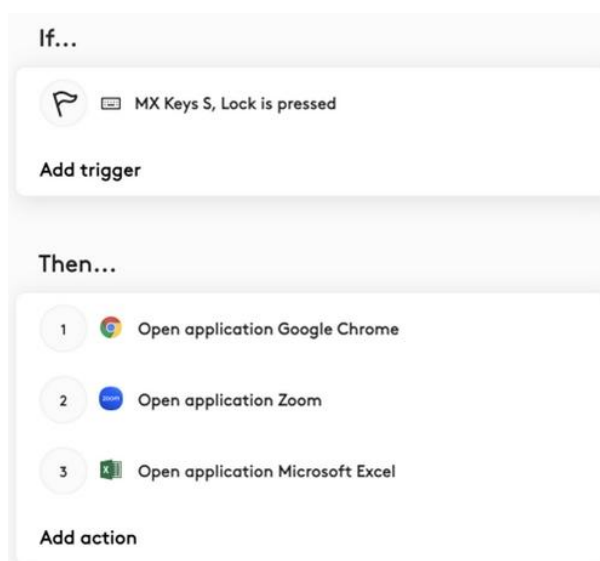 If...
MX Keys S, Lock is pressed
Add trigger
Then...
1 Open application Google Chrome
2 zoom Open application Zoom
3 X Open application Microsoft Excel
Add action